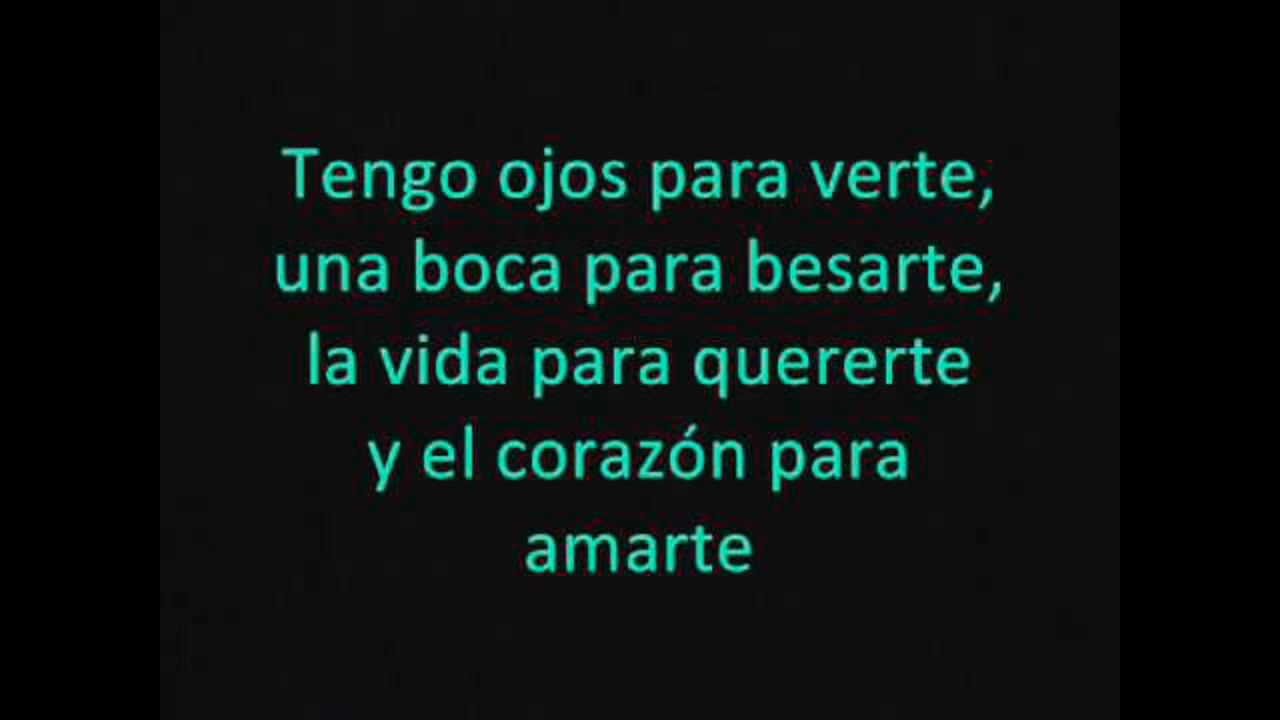 Tengo ojos para verte,
una boca para besarte,
la vida para quererte
y el corazón para
amarte